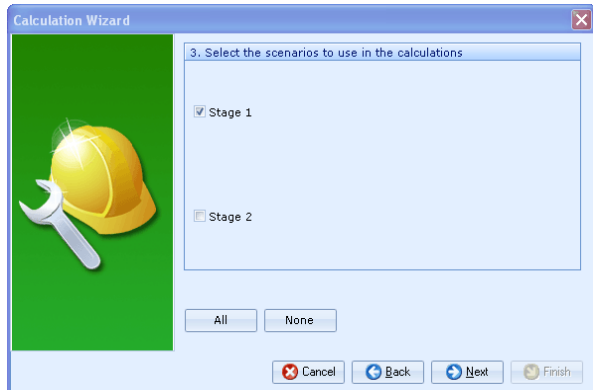 Calculation Wizard
3. Select the scenarios to use in the calculations
Stage 1
Stage 2
All None
Cancel Back Next Finish